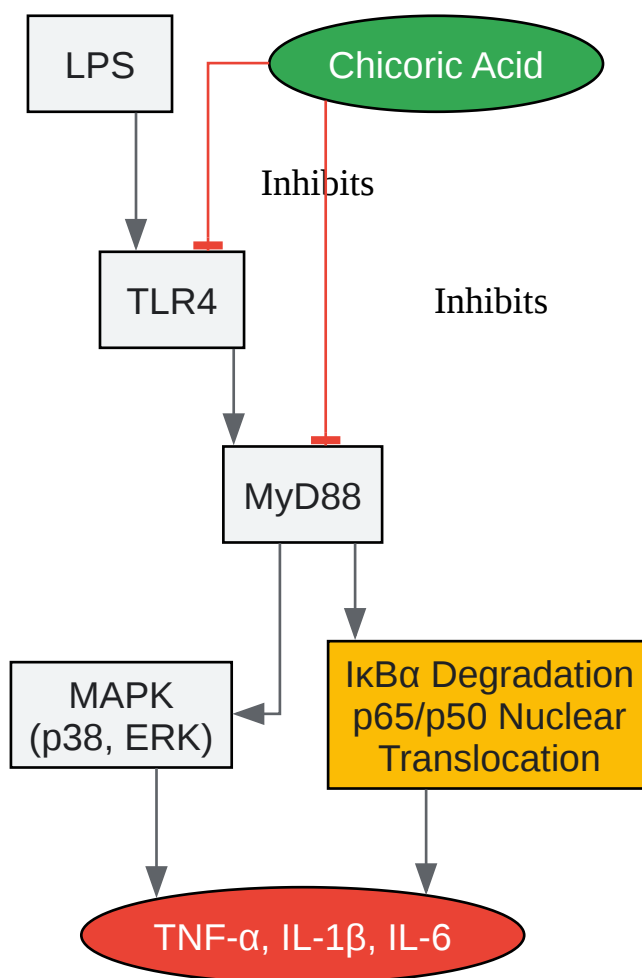 LPS
Chicoric Acid
Inhibits
TLR4
Inhibits
MyD88
MAPK
(p38, ERK)
IκBα Degradation
p65/p50 Nuclear
Translocation
TNF-α, IL-1β, IL-6